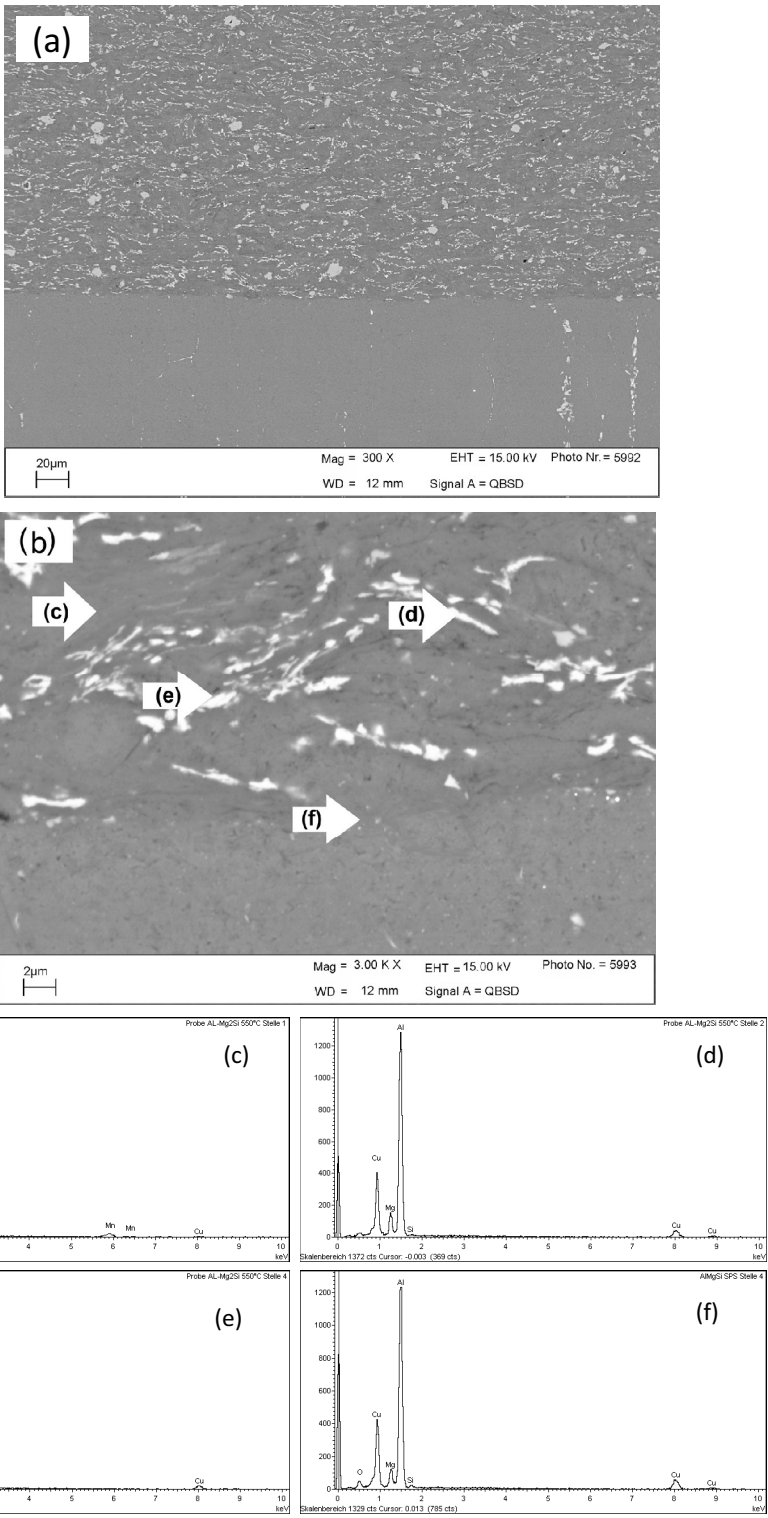 (a)
20µm
Mag = 300 X EHT = 15.00 kV Photo Nr. = 5992
WD = 12 mm Signal A = QBSD
(b)
(c)
(d)
(e)
(f)
2µm
Mag = 3.00 K X EHT = 15.00 kV Photo No. = 5993
WD = 12 mm Signal A = QBSD
Probe AL-Mg2Si 550°C Stelle 1
(c)
Mn Mn Cu
4 5 6 7 8 9 10
keV
Probe AL-Mg2Si 550°C Stelle 2
(d)
Al
1200
1000
800
600
400
200
0
Cu
Mg
Si
Cu Cu
0 1 2 3 4 5 6 7 8 9 10
keV
Skalenbereich 1372 cts Cursor: -0.003 (369 cts)
Probe AL-Mg2Si 550°C Stelle 4
(e)
Cu
4 5 6 7 8 9 10
keV
AlMgSi SPS Stelle 4
(f)
Al
1200
1000
800
600
400
200
0
Cu
O
Mg
Si
Cu Cu
0 1 2 3 4 5 6 7 8 9 10
keV
Skalenbereich 1329 cts Cursor: 0.013 (785 cts)